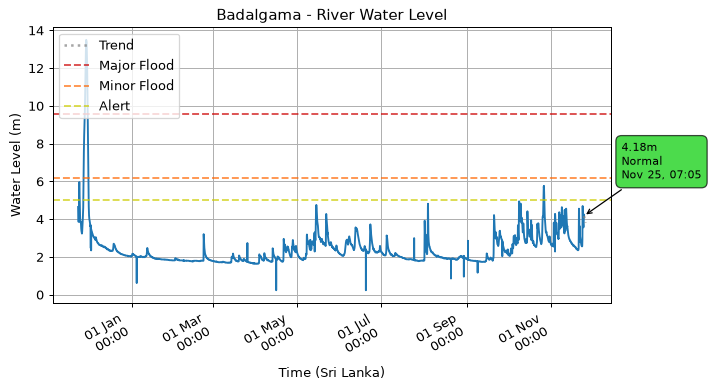 Badalgama - River Water Level
Water Level (m)
14
12
10
8
6
4
2
0
Trend
Major Flood
Minor Flood
Alert
4.18m
Normal
Nov 25, 07:05
01 Jan
00:00
01 Mar
00:00
01 May
00:00
01 Jul
00:00
01 Sep
00:00
01 Nov
00:00
Time (Sri Lanka)